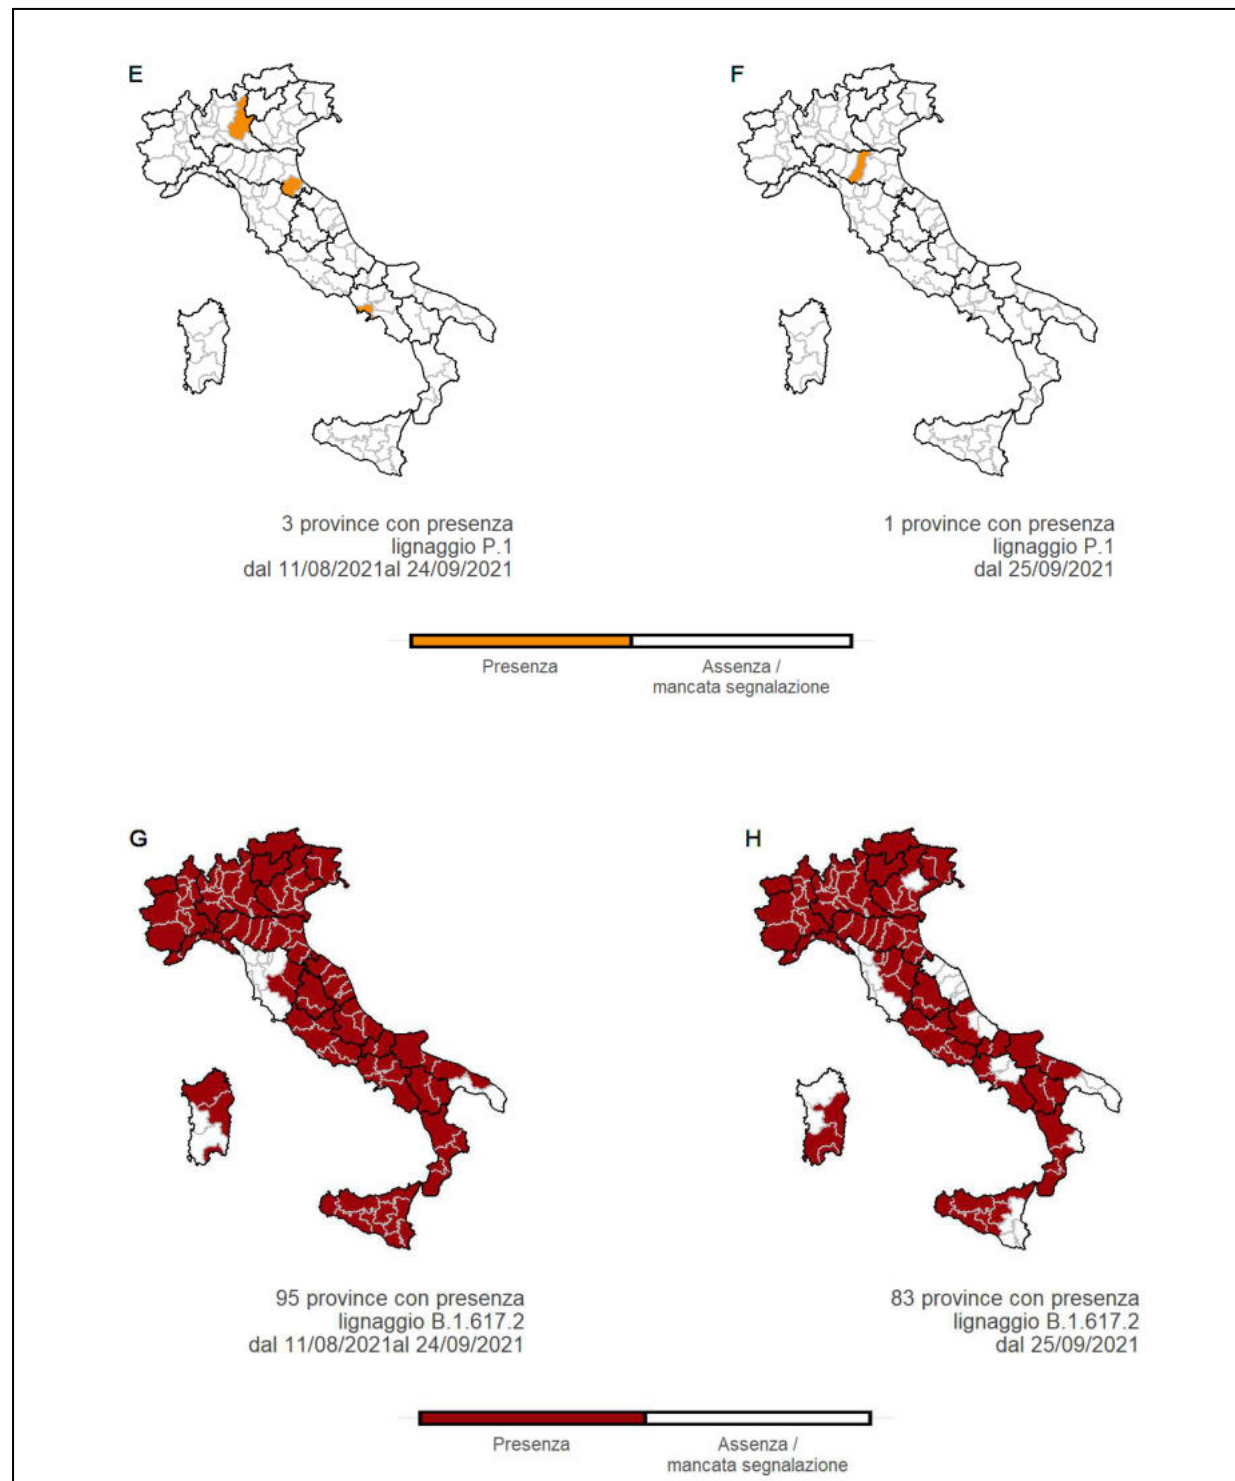 E
F
3 province con presenza
lignaggio P.1
dal 11/08/2021al 24/09/2021
1 province con presenza
lignaggio P.1
dal 25/09/2021
Presenza
Assenza /
mancata segnalazione
G
H
95 province con presenza
lignaggio B.1.617.2
dal 11/08/2021al 24/09/2021
83 province con presenza
lignaggio B.1.617.2
dal 25/09/2021
Presenza
Assenza /
mancata segnalazione